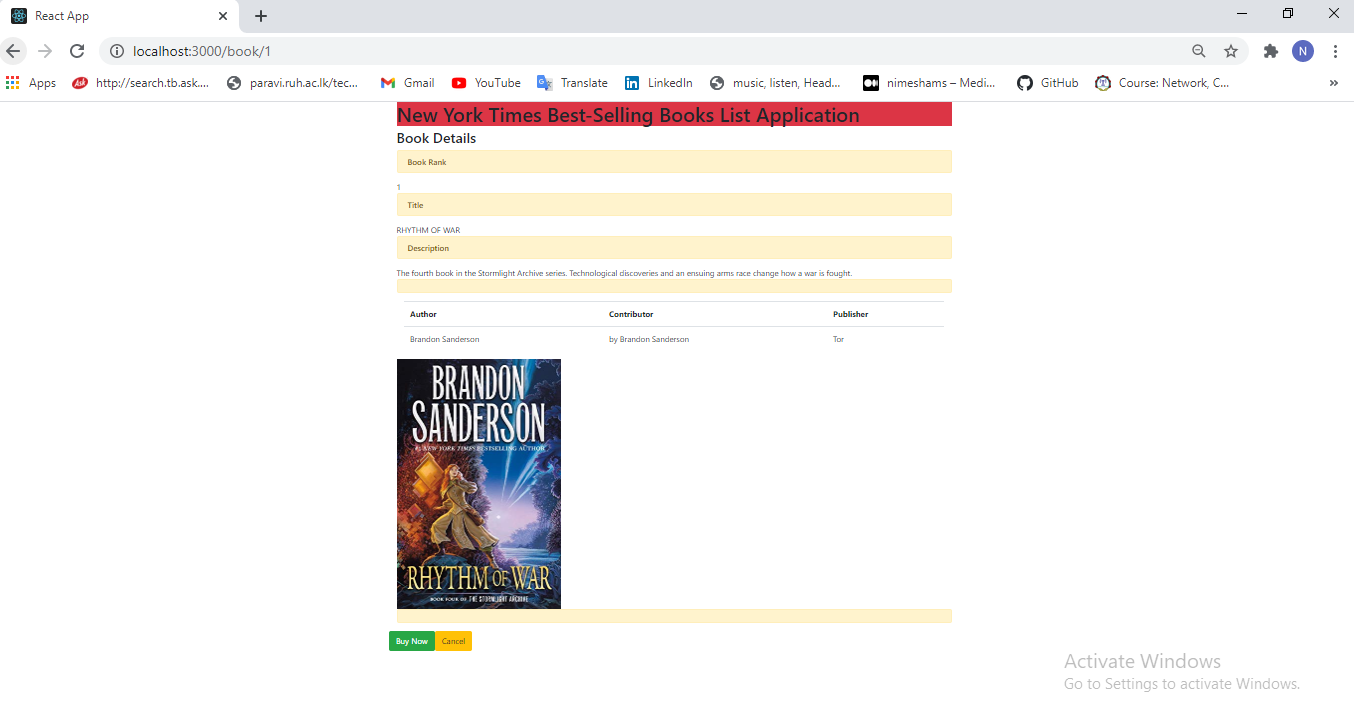 React App
localhost:3000/book/1
N
Apps
http://search.tb.ask....
paravi.ruh.ac.lk/tec...
Gmail
YouTube
Translate
LinkedIn
music, listen, Head...
nimeshams – Medi...
GitHub
Course: Network, C...
»
New York Times Best-Selling Books List Application
Book Details
Book Rank
1
Title
RHYTHM OF WAR
Description
The fourth book in the Stormlight Archive series. Technological discoveries and an ensuing arms race change how a war is fought.
Author Contributor Publisher
Brandon Sanderson by Brandon Sanderson Tor
BRANDON
SANDERSON
#1 NEW YORK TIMES BESTSELLING AUTHOR
RHYTHM OF WAR
BOOK FOUR OF THE STORMLIGHT ARCHIVE
Buy Now Cancel
Activate Windows
Go to Settings to activate Windows.